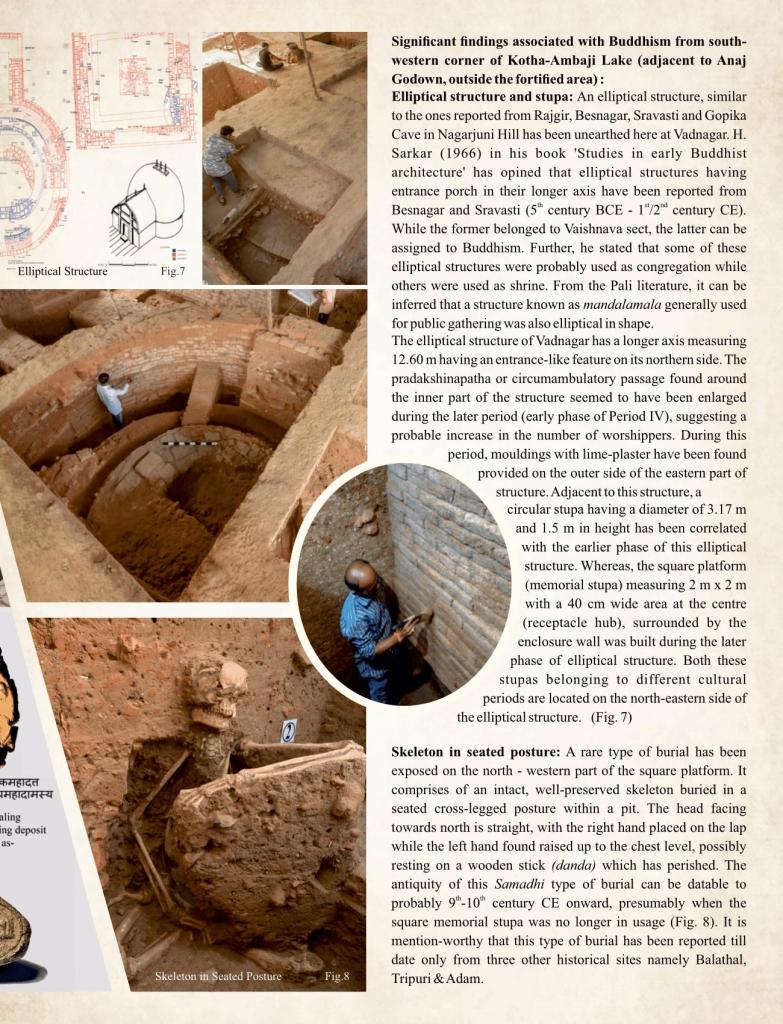 Significant findings associated with Buddhism from south-
western corner of Kotha-Ambaji Lake (adjacent to Anaj
Godown, outside the fortified area) :
Elliptical structure and stupa: An elliptical structure, similar
to the ones reported from Rajgir, Besnagar, Sravasti and Gopika
Cave in Nagarjuni Hill has been unearthed here at Vadnagar. H.
Sarkar (1966) in his book 'Studies in early Buddhist
architecture' has opined that elliptical structures having
entrance porch in their longer axis have been reported from
Besnagar and Sravasti (5th century BCE - 1st/2nd century CE).
While the former belonged to Vaishnava sect, the latter can be
assigned to Buddhism. Further, he stated that some of these
elliptical structures were probably used as congregation while
others were used as shrine. From the Pali literature, it can be
inferred that a structure known as mandalamala generally used
for public gathering was also elliptical in shape.
The elliptical structure of Vadnagar has a longer axis measuring
12.60 m having an entrance-like feature on its northern side. The
pradakshinapatha or circumambulatory passage found around
the inner part of the structure seemed to have been enlarged
during the later period (early phase of Period IV), suggesting a
probable increase in the number of worshippers. During this
period, mouldings with lime-plaster have been found
provided on the outer side of the eastern part of
structure. Adjacent to this structure, a
circular stupa having a diameter of 3.17 m
and 1.5 m in height has been correlated
with the earlier phase of this elliptical
structure. Whereas, the square platform
(memorial stupa) measuring 2 m x 2 m
with a 40 cm wide area at the centre
(receptacle hub), surrounded by the
enclosure wall was built during the later
phase of elliptical structure. Both these
stupas belonging to different cultural
periods are located on the north-eastern side of
the elliptical structure. (Fig. 7)
Skeleton in seated posture: A rare type of burial has been
exposed on the north - western part of the square platform. It
comprises of an intact, well-preserved skeleton buried in a
seated cross-legged posture within a pit. The head facing
towards north is straight, with the right hand placed on the lap
while the left hand found raised up to the chest level, possibly
resting on a wooden stick (danda) which has perished. The
antiquity of this Samadhi type of burial can be datable to
probably 9th-10th century CE onward, presumably when the
square memorial stupa was no longer in usage (Fig. 8). It is
mention-worthy that this type of burial has been reported till
date only from three other historical sites namely Balathal,
Tripuri & Adam.
Elliptical Structure Fig.7
2
कमहादत्त
महादामस्य
aling
ing deposit
as-
Skeleton in Seated Posture Fig.8